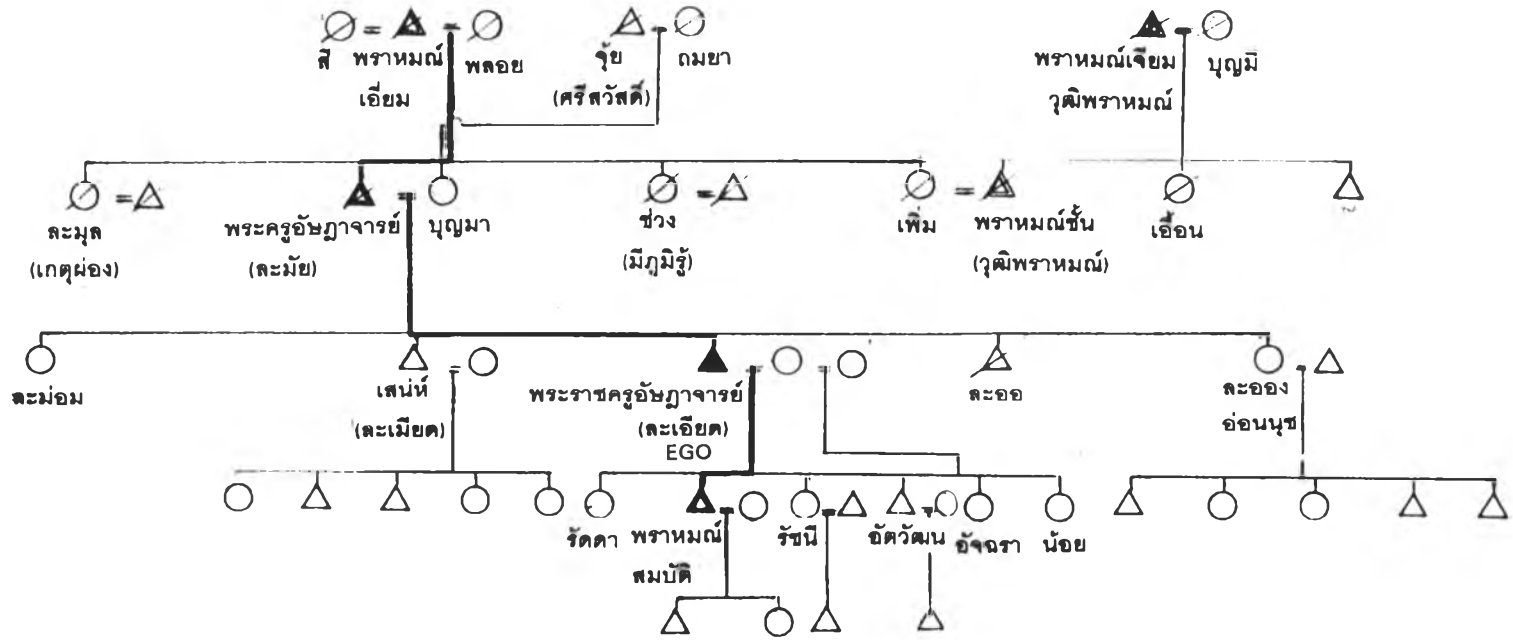 สี พราหมณ์ พลอย จุ้ย ถมยา พราหมณ์เจียม บุญมี
เอี่ยม (ศรีสวัสดิ์) วุฒิพราหมณ์
ละมุล พระครูอัษฎาจารย์ บุญมา ช่วง เพิ่ม พราหมณ์ชั้น เอื้อน
(เกตุผ่อง) (ละมัย) (มีภูมิรู้) (วุฒิพราหมณ์)
ละม่อม เสน่ห์ พระราชครูอัษฎาจารย์ ละออ ละออง
(ละเมียด) (ละเอียด) อ่อนนุช
EGO
รัดดา พราหมณ์ รัชนี อัตวัฒน อัจฉรา น้อย
สมบัติ